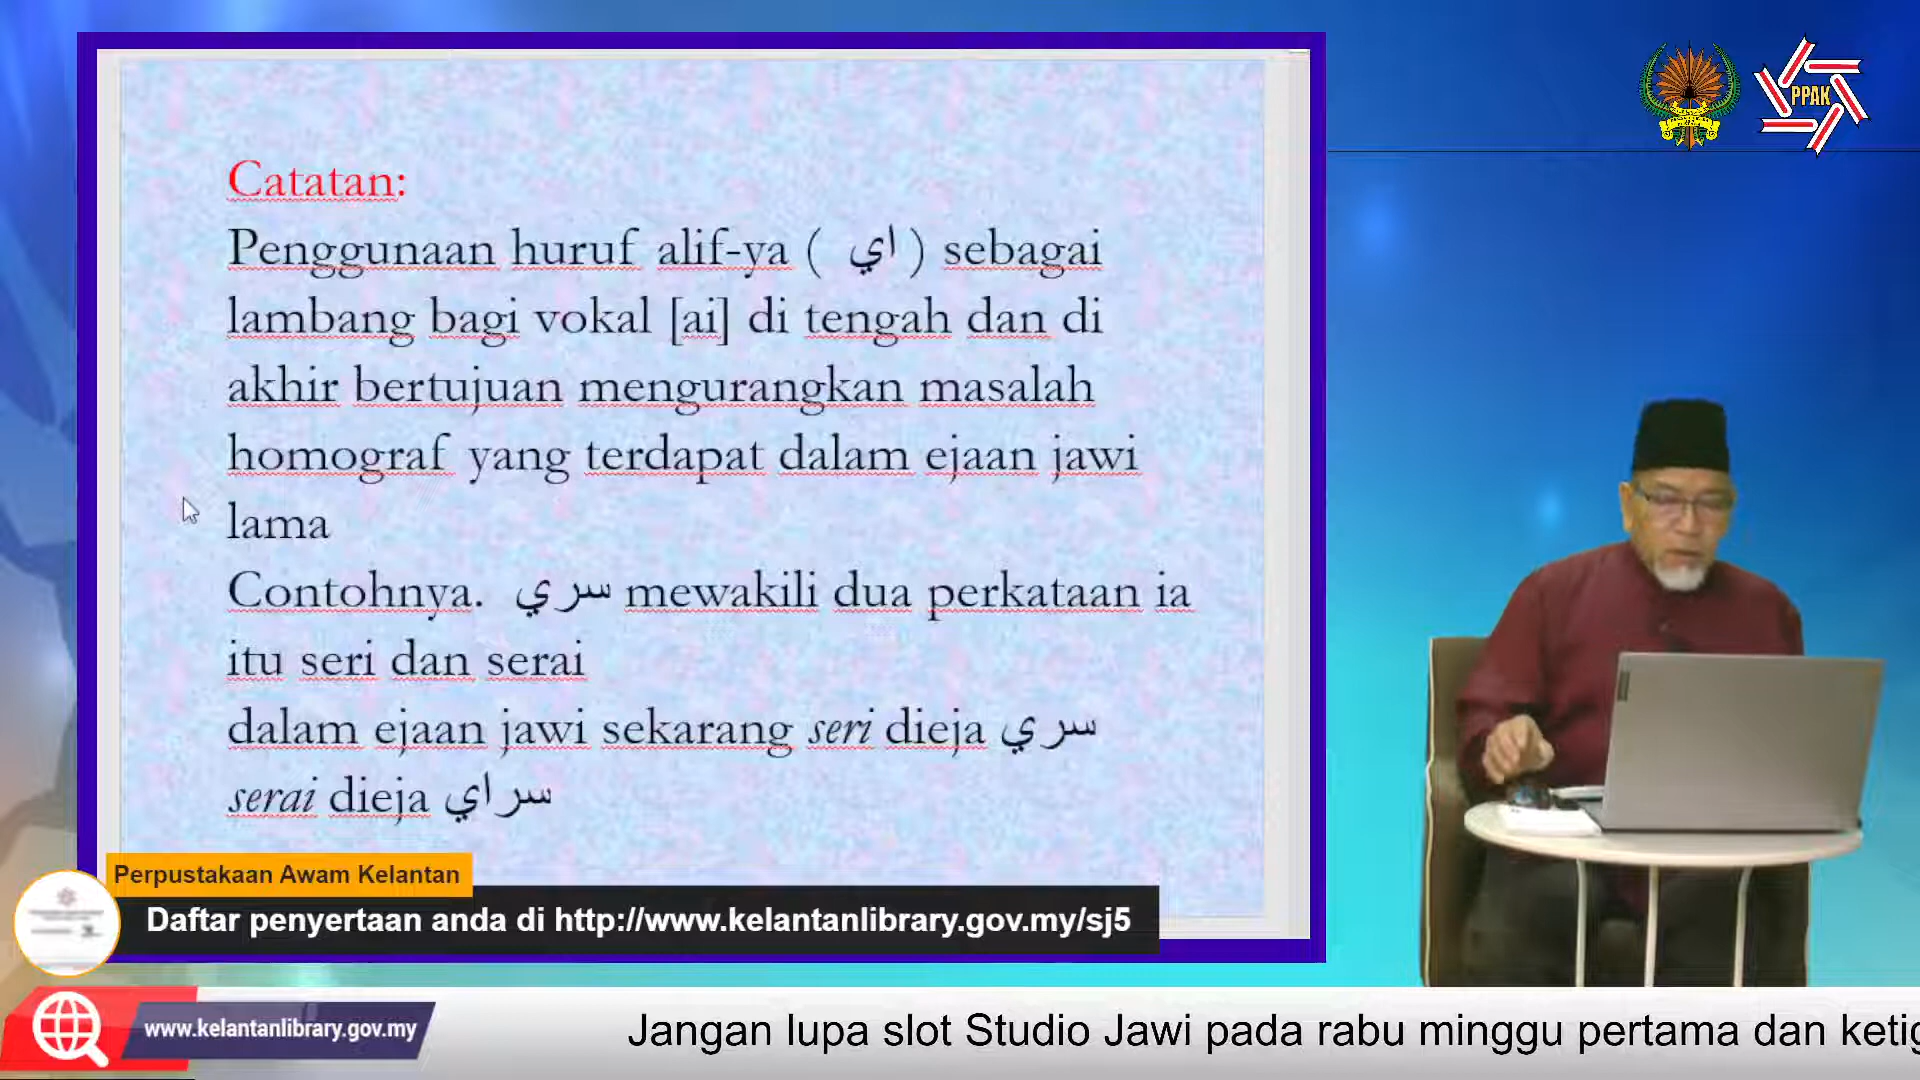 PPAK
Catatan:
Penggunaan huruf alif-ya ( اي ) sebagai
lambang bagi vokal [ai] di tengah dan di
akhir bertujuan mengurangkan masalah
homograf yang terdapat dalam ejaan jawi
lama
Contohnya. سري mewakili dua perkataan ia
itu seri dan serai
dalam ejaan jawi sekarang seri dieja سري
serai dieja سراي
Perpustakaan Awam Kelantan
Daftar penyertaan anda di http://www.kelantanlibrary.gov.my/sj5
www.kelantanlibrary.gov.my
Jangan lupa slot Studio Jawi pada rabu minggu pertama dan ketig